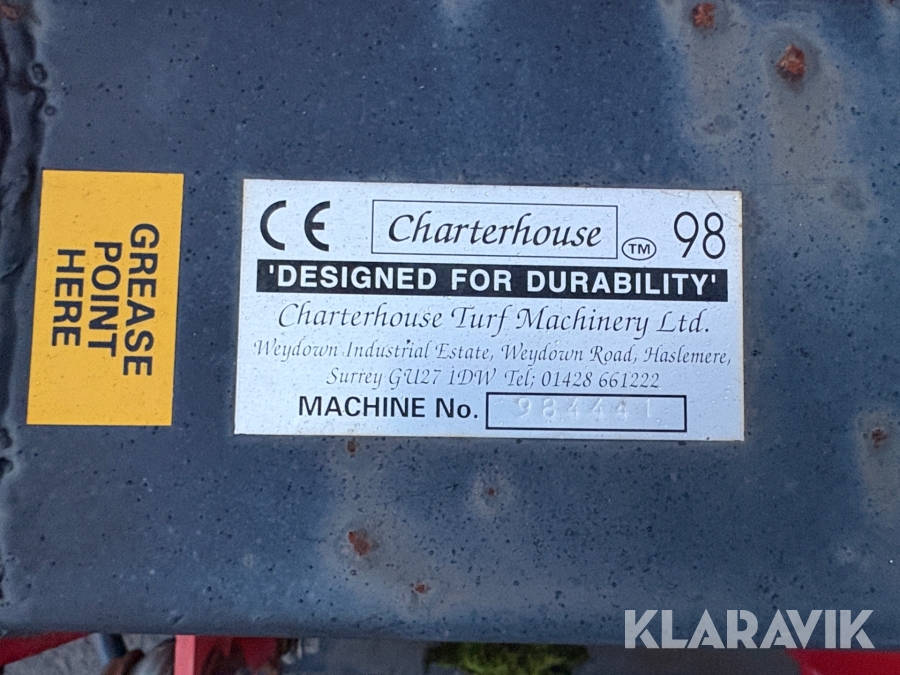 GREASE
POINT
HERE
CE Charterhouse TM 98
'DESIGNED FOR DURABILITY'
Charterhouse Turf Machinery Ltd.
Weydown Industrial Estate, Weydown Road, Haslemere,
Surrey GU27 1DW Tel; 01428 661222
MACHINE No. 984441
KLARAVIK